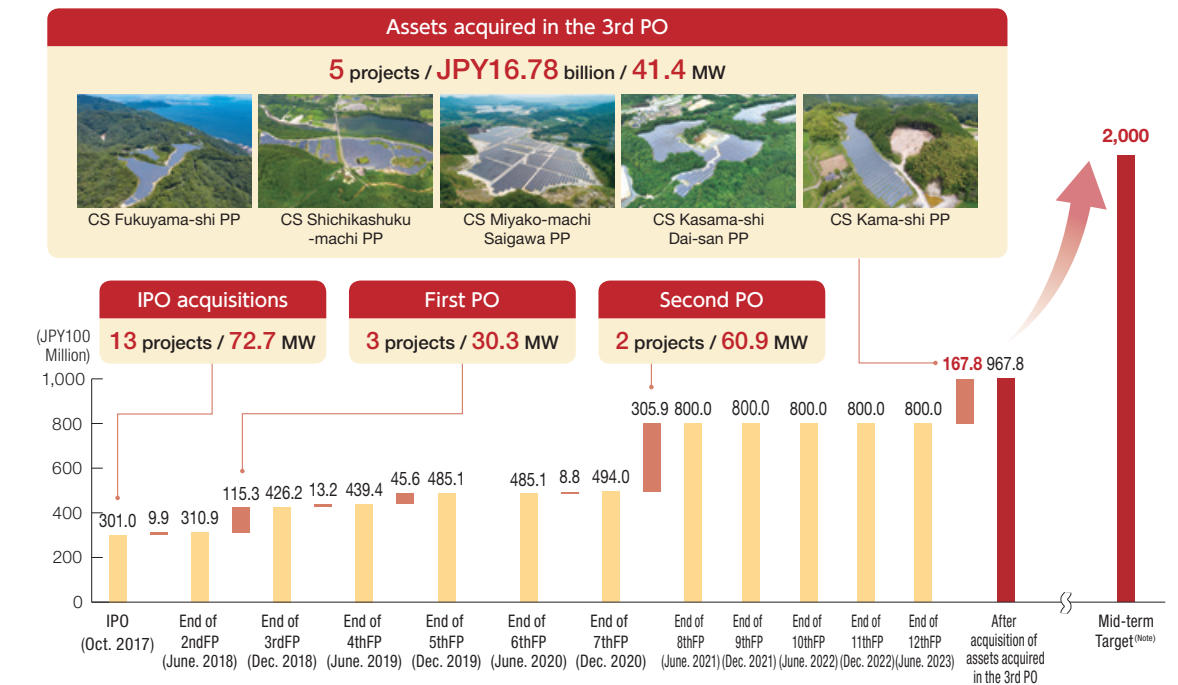 Assets acquired in the 3rd PO
5 projects / JPY16.78 billion / 41.4 MW
CS Fukuyama-shi PP
CS Shichikashuku
-machi PP
CS Miyako-machi
Saigawa PP
CS Kasama-shi
Dai-san PP
CS Kama-shi PP
2,000
IPO acquisitions
13 projects / 72.7 MW
First PO
3 projects / 30.3 MW
Second PO
2 projects / 60.9 MW
(JPY100
Million)
1,000
800
600
400
200
0
301.0
9.9
310.9
115.3
426.2
13.2
439.4
45.6
485.1
485.1
8.8
494.0
305.9
800.0
800.0
800.0
800.0
800.0
167.8
967.8
IPO
(Oct. 2017)
End of
2ndFP
(June. 2018)
End of
3rdFP
(Dec. 2018)
End of
4thFP
(June. 2019)
End of
5thFP
(Dec. 2019)
End of
6thFP
(June. 2020)
End of
7thFP
(Dec. 2020)
End of
8thFP
(June. 2021)
End of
9thFP
(Dec. 2021)
End of
10thFP
(June. 2022)
End of
11thFP
(Dec. 2022)
End of
12thFP
(June. 2023)
After
acquisition of
assets acquired
in the 3rd PO
Mid-term
Target(Note)